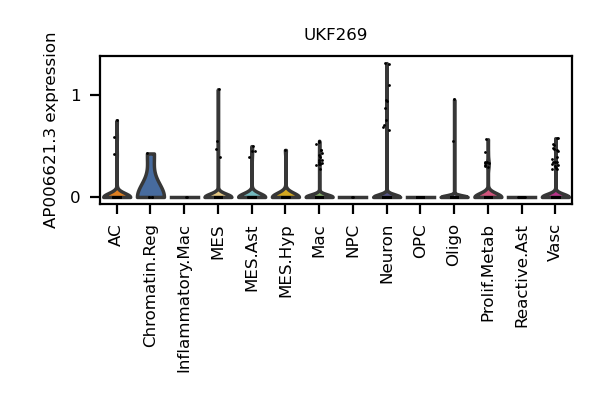 UKF269
AP006621.3 expression
1
0
AC
Chromatin.Reg
Inflammatory.Mac
MES
MES.Ast
MES.Hyp
Mac
NPC
Neuron
OPC
Oligo
Prolif.Metab
Reactive.Ast
Vasc